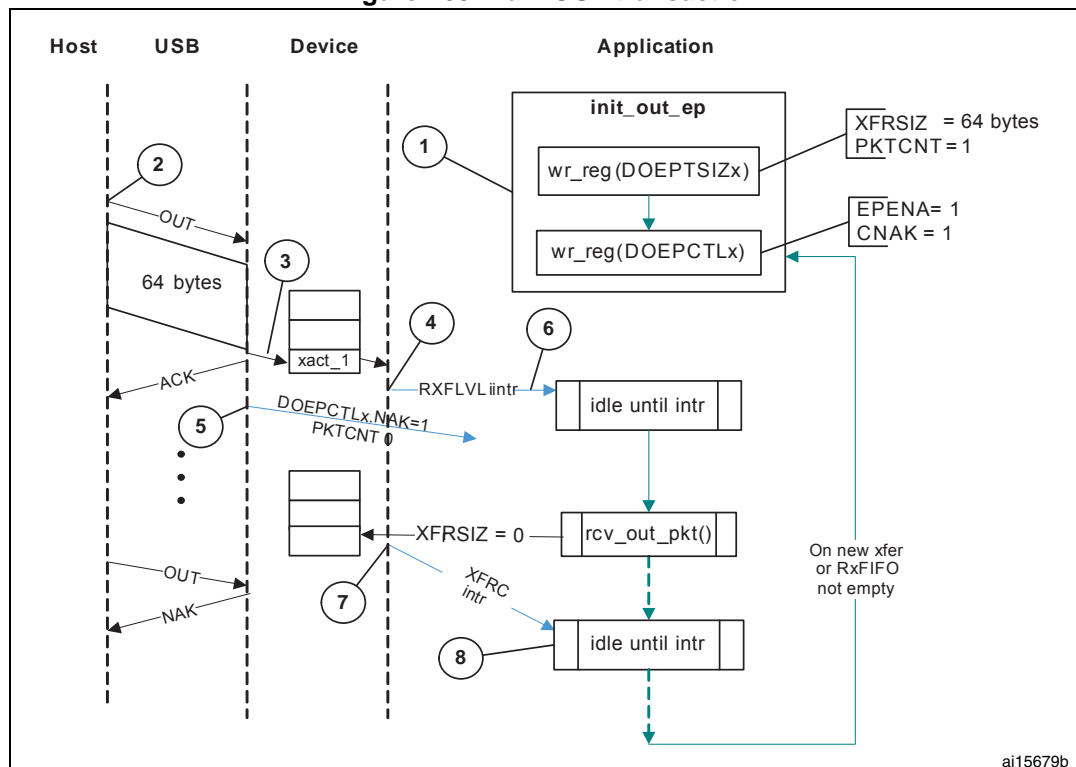 Host USB Device Application
init_out_ep
1
wr_reg(DOEPTSIZx)
XFRSIZ = 64 bytes
PKTCNT = 1
wr_reg(DOEPCTLx)
EPENA= 1
CNAK = 1
2
OUT
64 bytes
3
xact_1
ACK
4
RXFLVL iintr
6
idle until intr
5
DOEPCTLx.NAK=1
PKTCNT 0
XFRSIZ = 0
rcv_out_pkt()
On new xfer
or RxFIFO
not empty
OUT
NAK
7
XFRC
intr
8
idle until intr
ai15679b